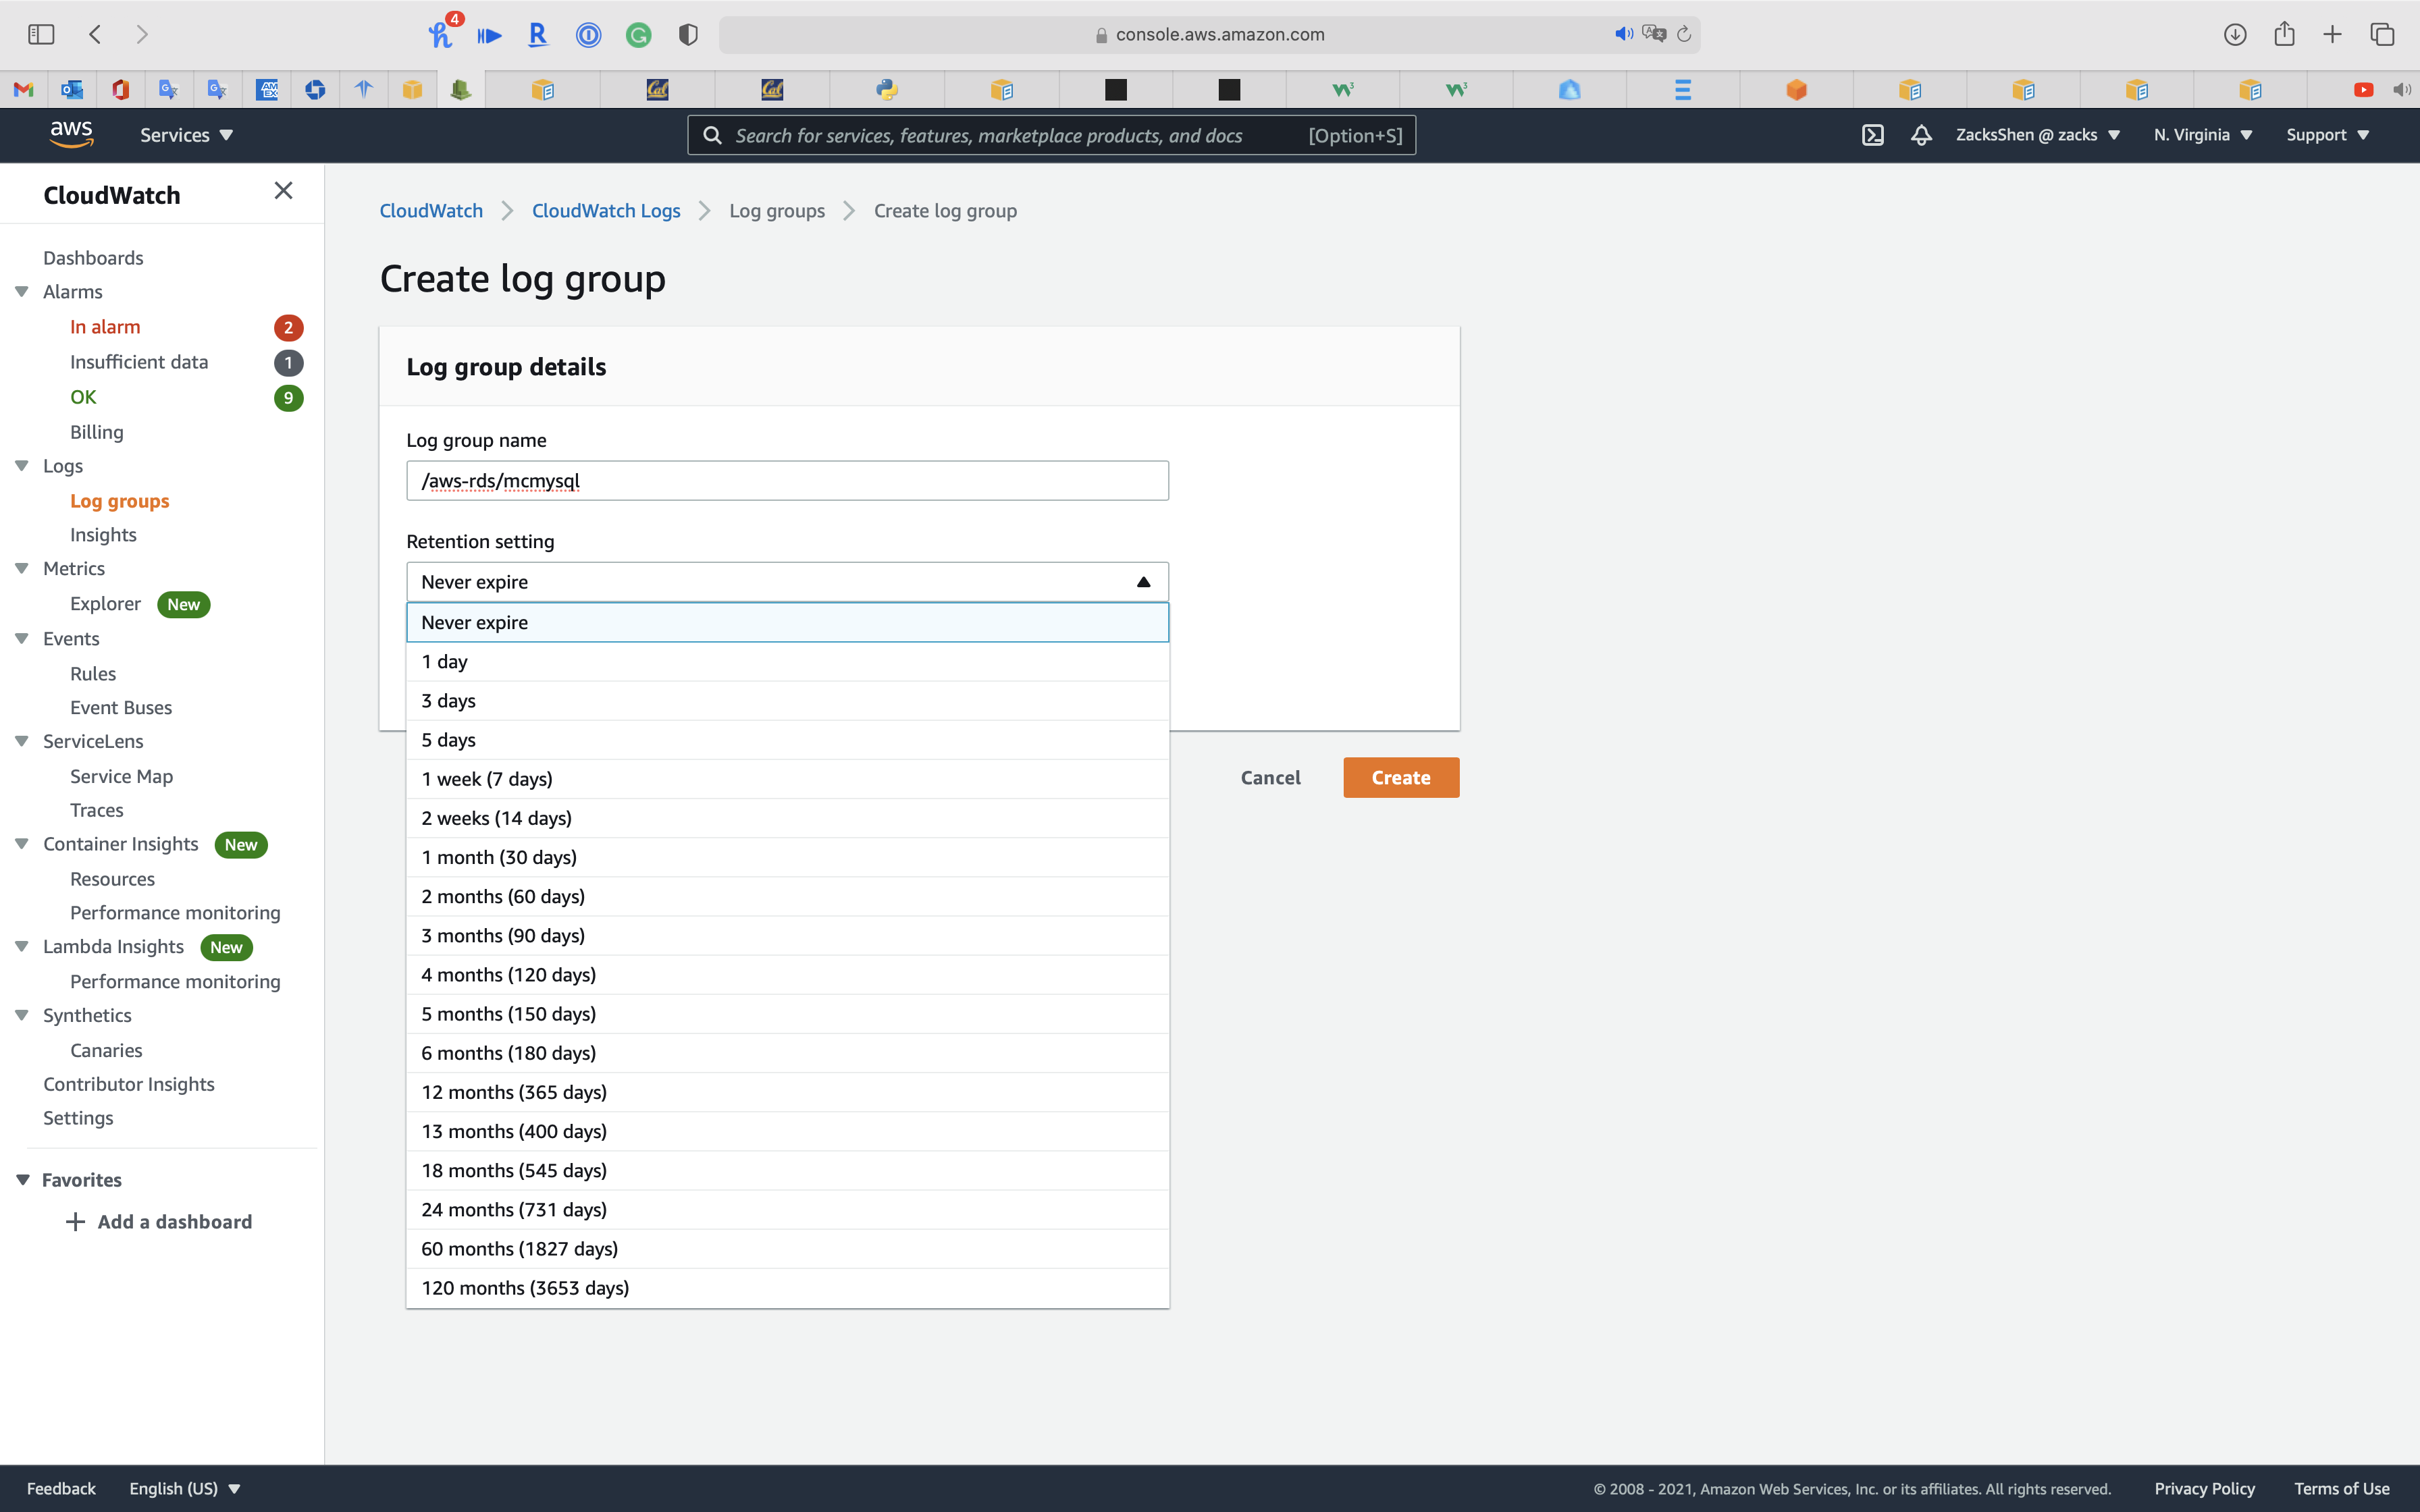 4
console.aws.amazon.com
aws
Services
Search for services, features, marketplace products, and docs [Option+S]
ZacksShen @ zacks
N. Virginia
Support
CloudWatch
Dashboards
Alarms
In alarm 2
Insufficient data 1
OK 9
Billing
Logs
Log groups
Insights
Metrics
Explorer New
Events
Rules
Event Buses
ServiceLens
Service Map
Traces
Container Insights New
Resources
Performance monitoring
Lambda Insights New
Performance monitoring
Synthetics
Canaries
Contributor Insights
Settings
Favorites
Add a dashboard
CloudWatch CloudWatch Logs Log groups Create log group
Create log group
Log group details
Log group name
/aws-rds/mcmysql
Retention setting
Never expire
Never expire
1 day
3 days
5 days
1 week (7 days)
2 weeks (14 days)
1 month (30 days)
2 months (60 days)
3 months (90 days)
4 months (120 days)
5 months (150 days)
6 months (180 days)
12 months (365 days)
13 months (400 days)
18 months (545 days)
24 months (731 days)
60 months (1827 days)
120 months (3653 days)
Cancel
Create
Feedback
English (US)
© 2008 - 2021, Amazon Web Services, Inc. or its affiliates. All rights reserved.
Privacy Policy
Terms of Use